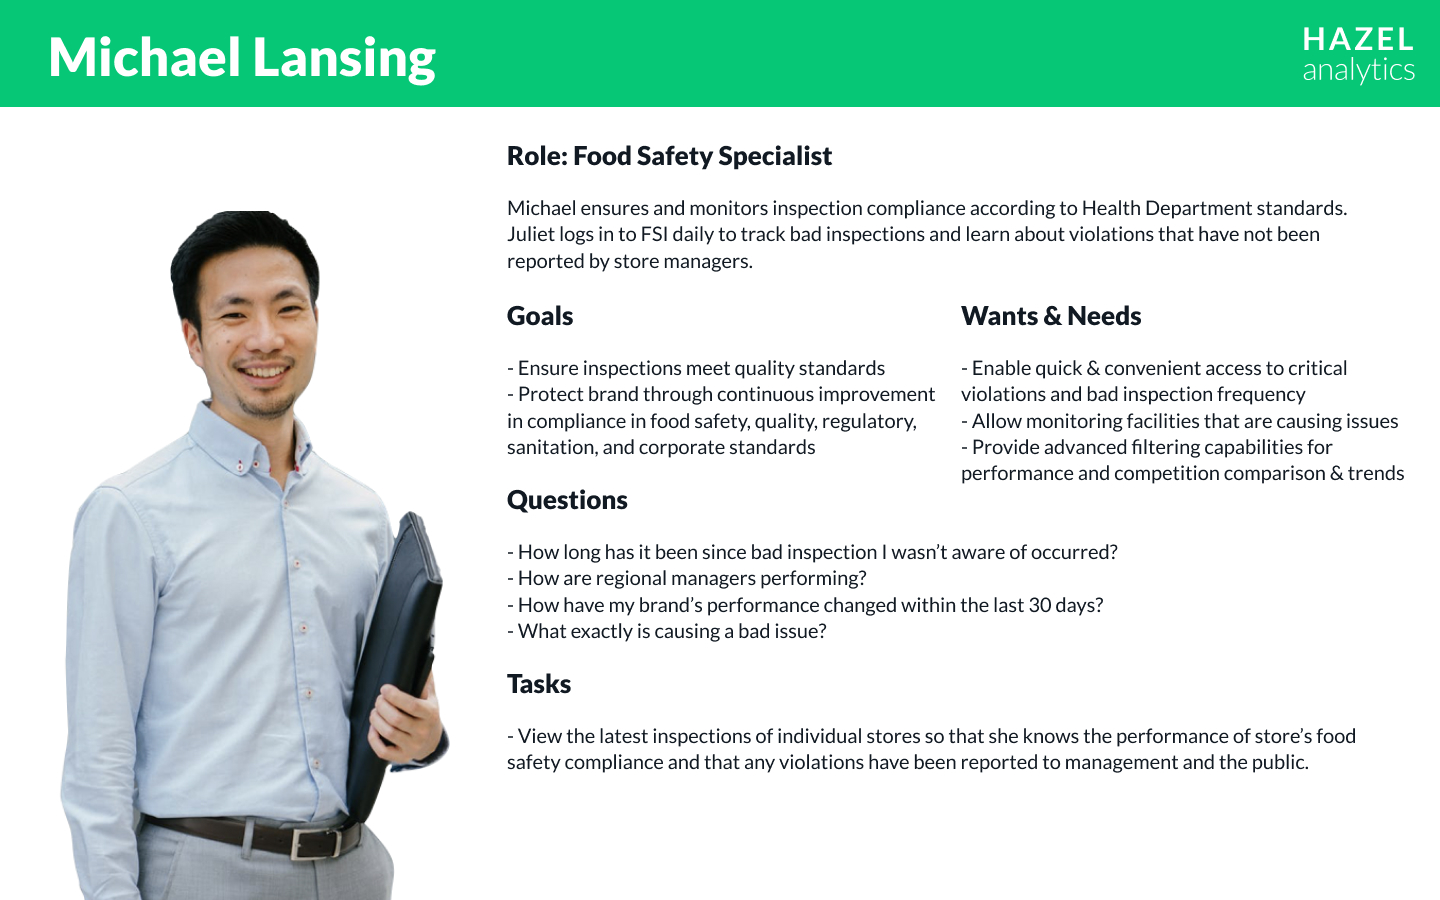 Michael Lansing
HAZEL
analytics
Role: Food Safety Specialist
Michael ensures and monitors inspection compliance according to Health Department standards.
Juliet logs in to FSI daily to track bad inspections and learn about violations that have not been
reported by store managers.
Goals
- Ensure inspections meet quality standards
- Protect brand through continuous improvement
in compliance in food safety, quality, regulatory,
sanitation, and corporate standards
Wants & Needs
- Enable quick & convenient access to critical
violations and bad inspection frequency
- Allow monitoring facilities that are causing issues
- Provide advanced filtering capabilities for
performance and competition comparison & trends
Questions
- How long has it been since bad inspection I wasn’t aware of occurred?
- How are regional managers performing?
- How have my brand’s performance changed within the last 30 days?
- What exactly is causing a bad issue?
Tasks
- View the latest inspections of individual stores so that she knows the performance of store’s food
safety compliance and that any violations have been reported to management and the public.